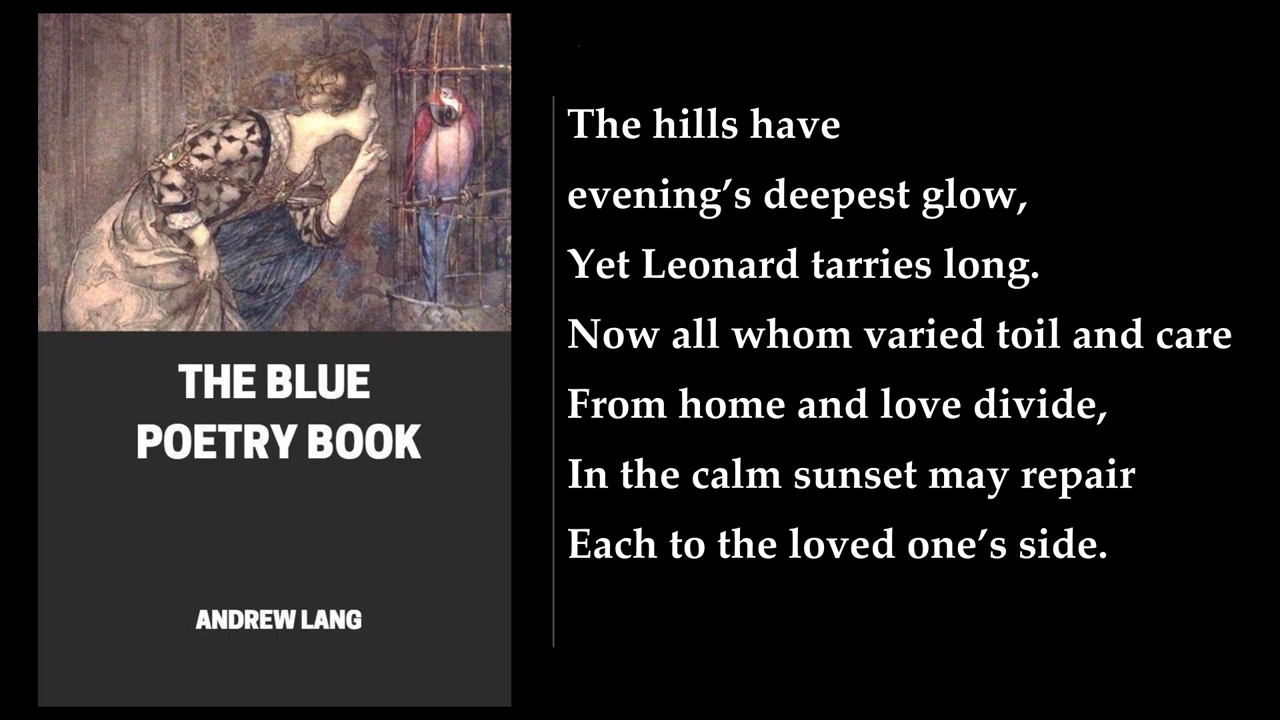 THE BLUE
POETRY BOOK
ANDREW LANG
The hills have
evening’s deepest glow,
Yet Leonard tarries long.
Now all whom varied toil and care
From home and love divide,
In the calm sunset may repair
Each to the loved one’s side.